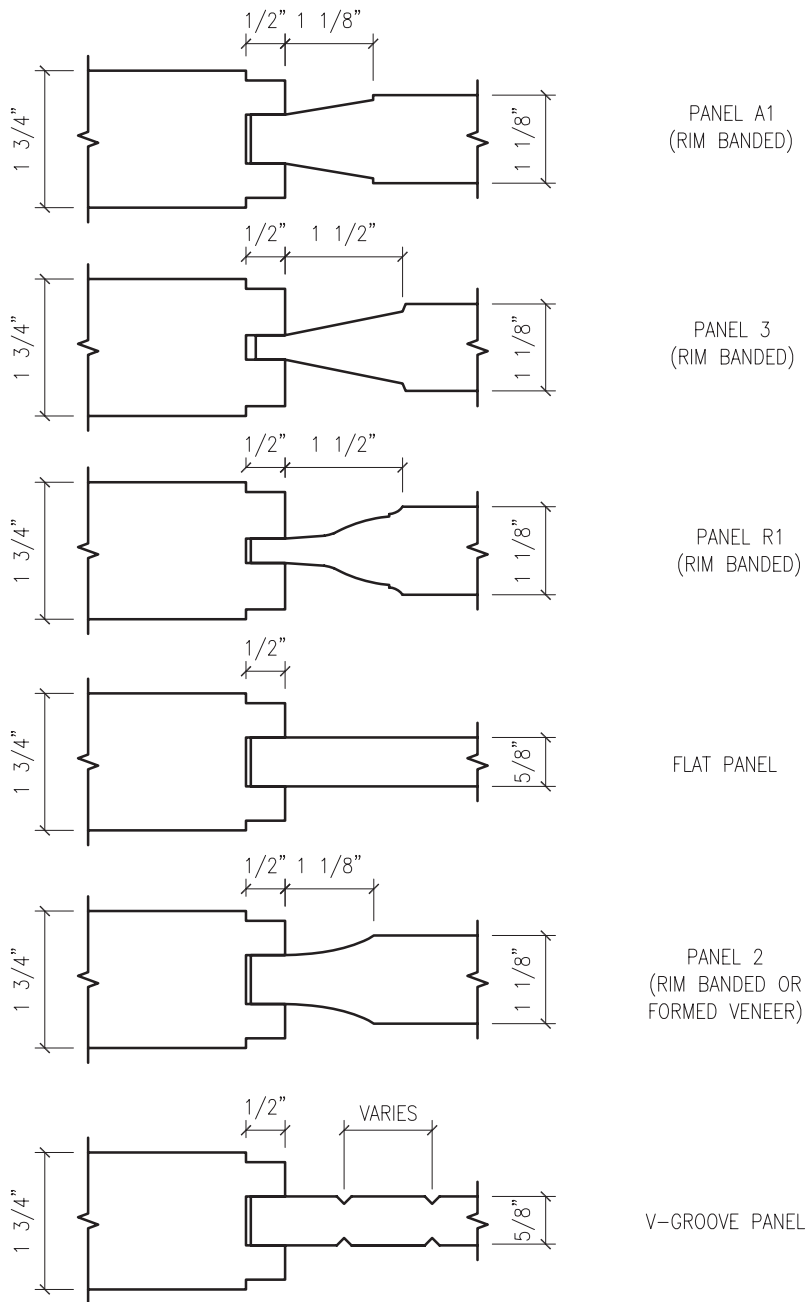 1/2” 1 1/8”
1 3/4”
1 1/8”
PANEL A1
(RIM BANDED)
1/2” 1 1/2”
1 3/4”
1 1/8”
PANEL 3
(RIM BANDED)
1/2” 1 1/2”
1 3/4”
1 1/8”
PANEL R1
(RIM BANDED)
1/2”
1 3/4”
5/8”
FLAT PANEL
1/2” 1 1/8”
1 3/4”
1 1/8”
PANEL 2
(RIM BANDED OR
FORMED VENEER)
1/2”
VARIES
1 3/4”
5/8”
V-GROOVE PANEL